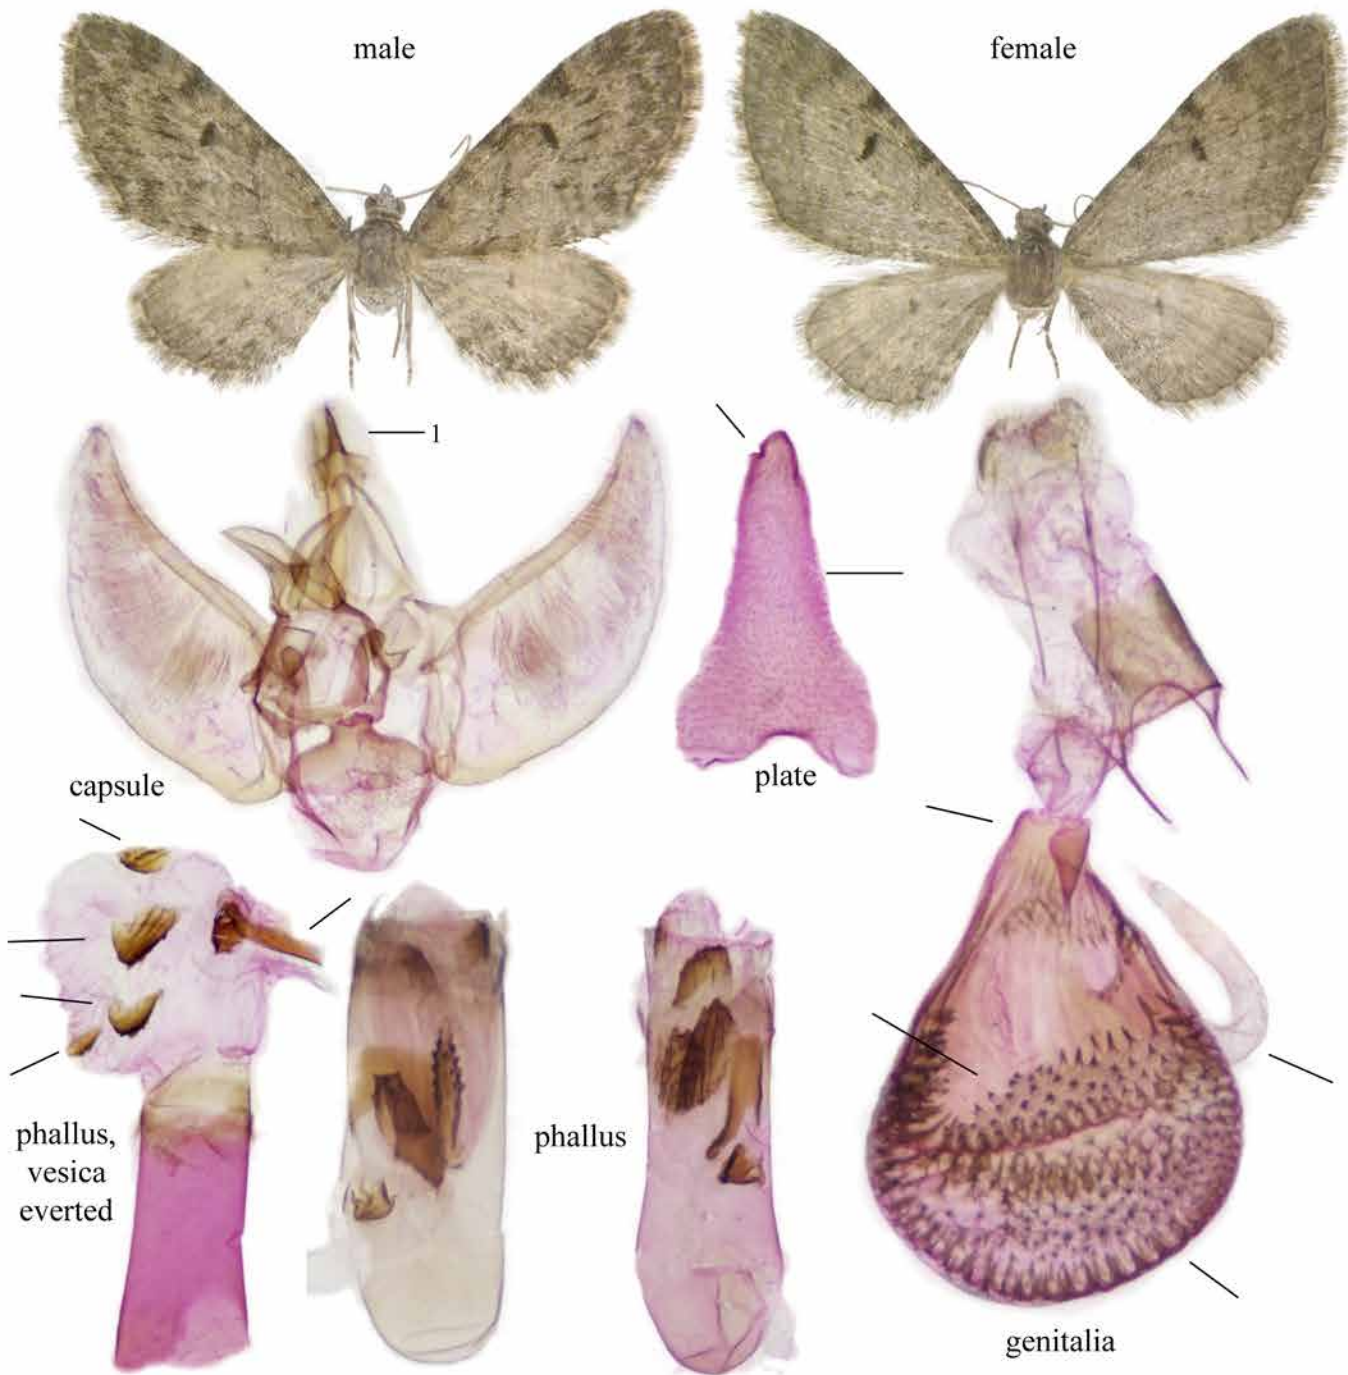 male
female
1
capsule
plate
phallus,
vesica
everted
phallus
genitalia